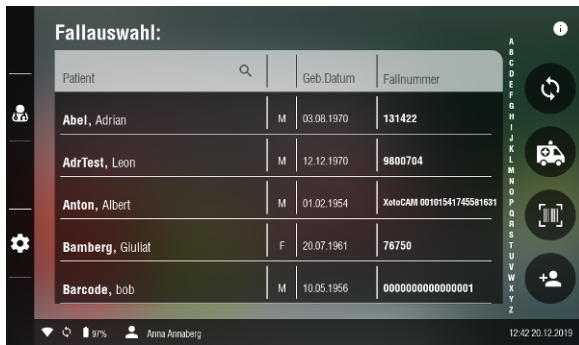 Fallauswahl:
Patient Geb.Datum Fallnummer
Abel, Adrian M 03.08.1970 131422
AdrTest, Leon M 12.12.1970 9800704
Anton, Albert M 01.02.1954 XotoCAM 00101541745581631
Bamberg, Giuliat F 20.07.1961 76750
Barcode, bob M 10.05.1956 0000000000000001
A
B
C
D
E
F
G
H
I
J
K
L
M
N
O
P
Q
R
S
T
U
V
W
X
Y
Z
97% Anna Annaberg 12:42 20.12.2019